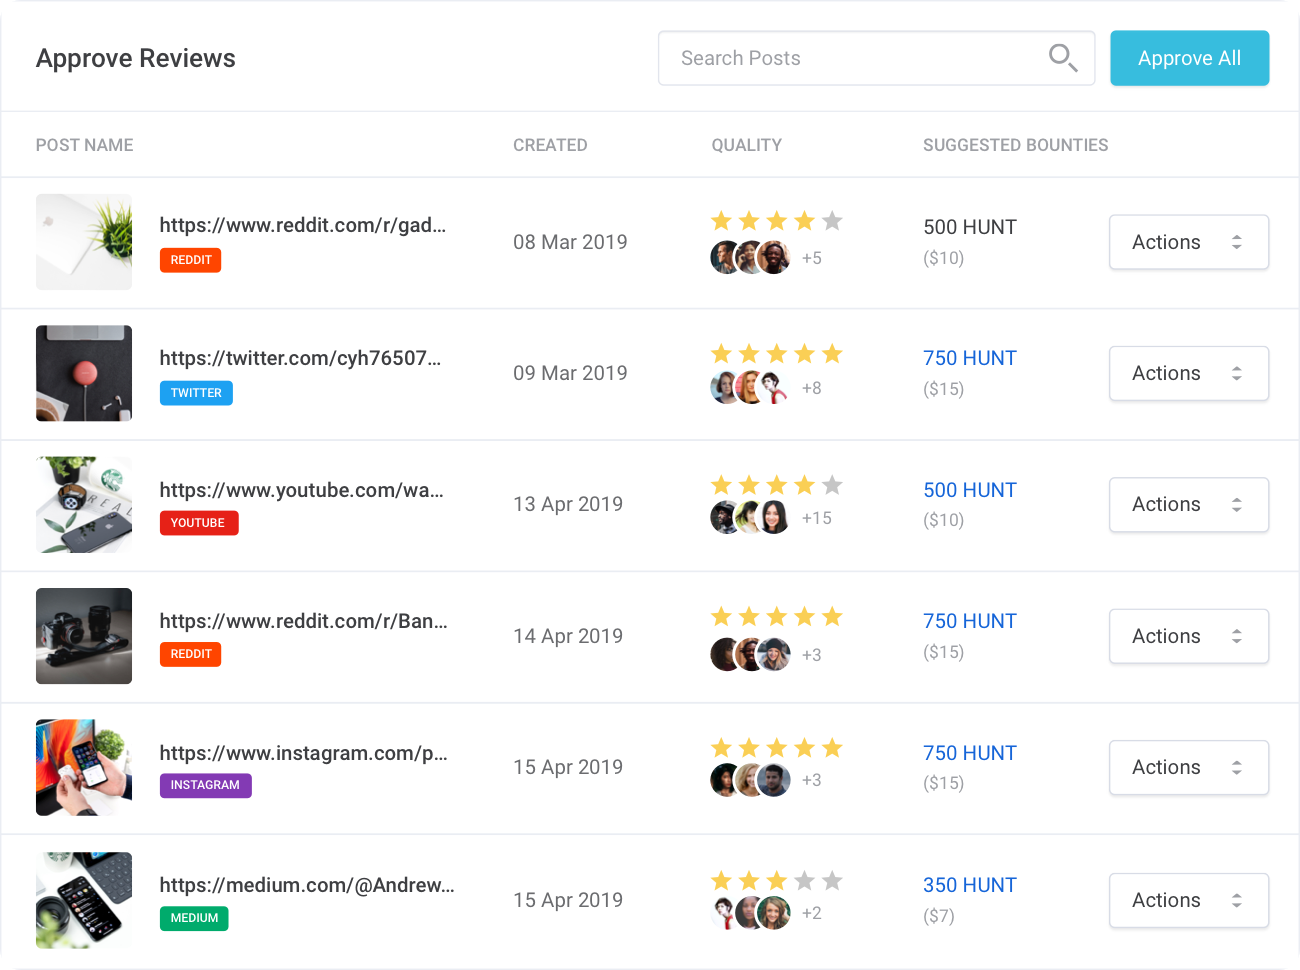 Approve Reviews
Search Posts
Approve All
POST NAME
CREATED
QUALITY
SUGGESTED BOUNTIES
https://www.reddit.com/r/gad...
REDDIT
08 Mar 2019
+5
500 HUNT
($10)
Actions
https://twitter.com/cyh76507...
TWITTER
09 Mar 2019
+8
750 HUNT
($15)
Actions
https://www.youtube.com/wa...
YOUTUBE
13 Apr 2019
+15
500 HUNT
($10)
Actions
https://www.reddit.com/r/Ban...
REDDIT
14 Apr 2019
+3
750 HUNT
($15)
Actions
https://www.instagram.com/p...
INSTAGRAM
15 Apr 2019
+3
750 HUNT
($15)
Actions
https://medium.com/@Andrew...
MEDIUM
15 Apr 2019
+2
350 HUNT
($7)
Actions